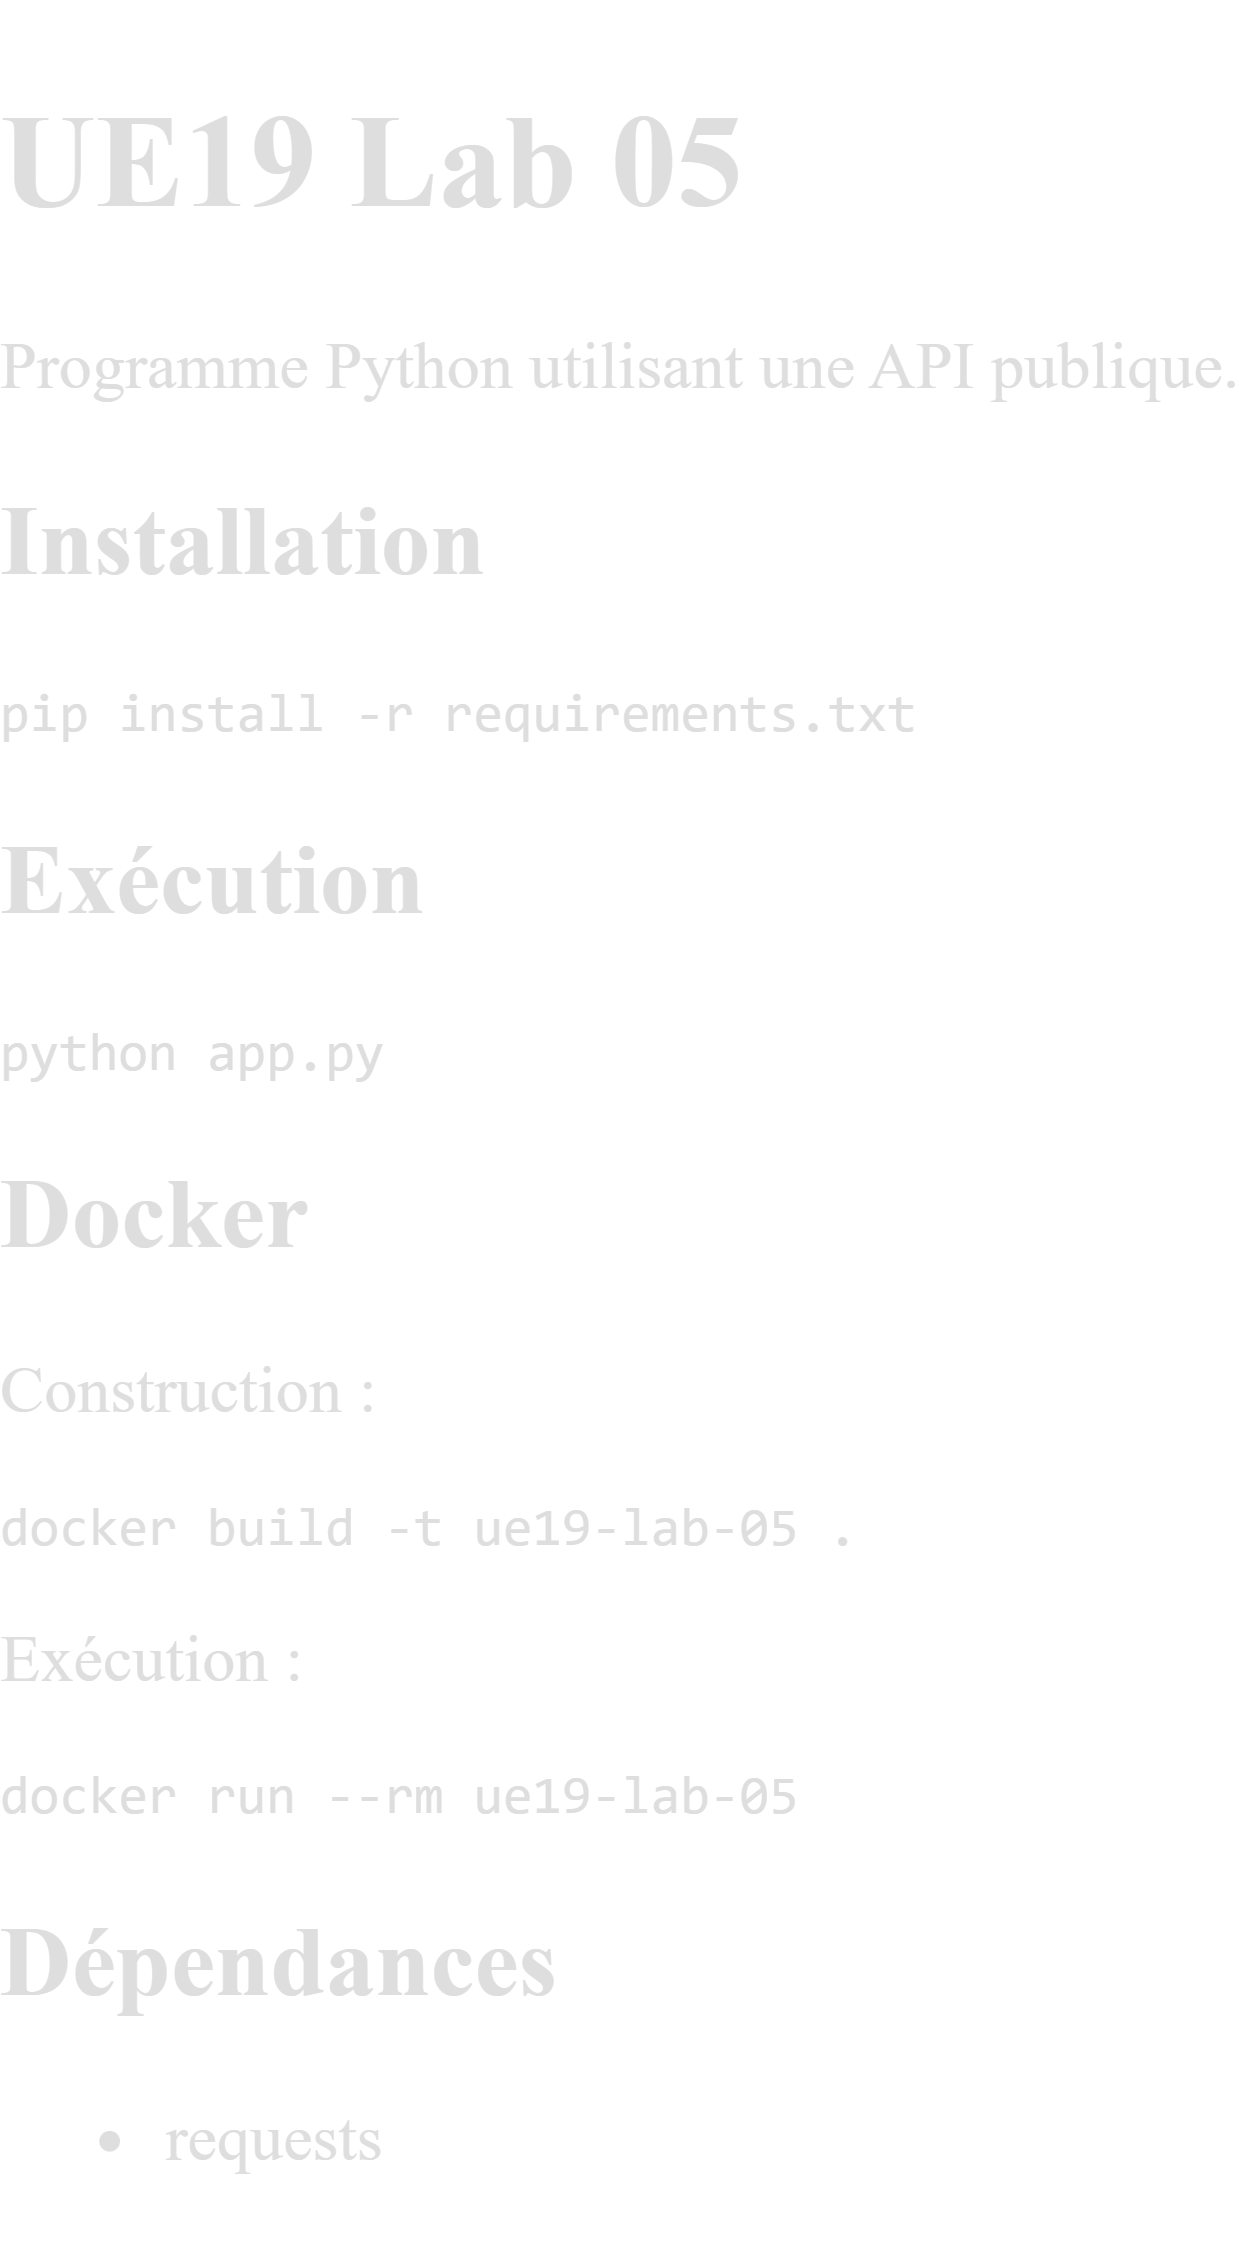 UE19 Lab 05
Programme Python utilisant une API publique.
Installation
pip install -r requirements.txt
Exécution
python app.py
Docker
Construction :
docker build -t ue19-lab-05 .
Exécution :
docker run --rm ue19-lab-05
Dépendances
• requests